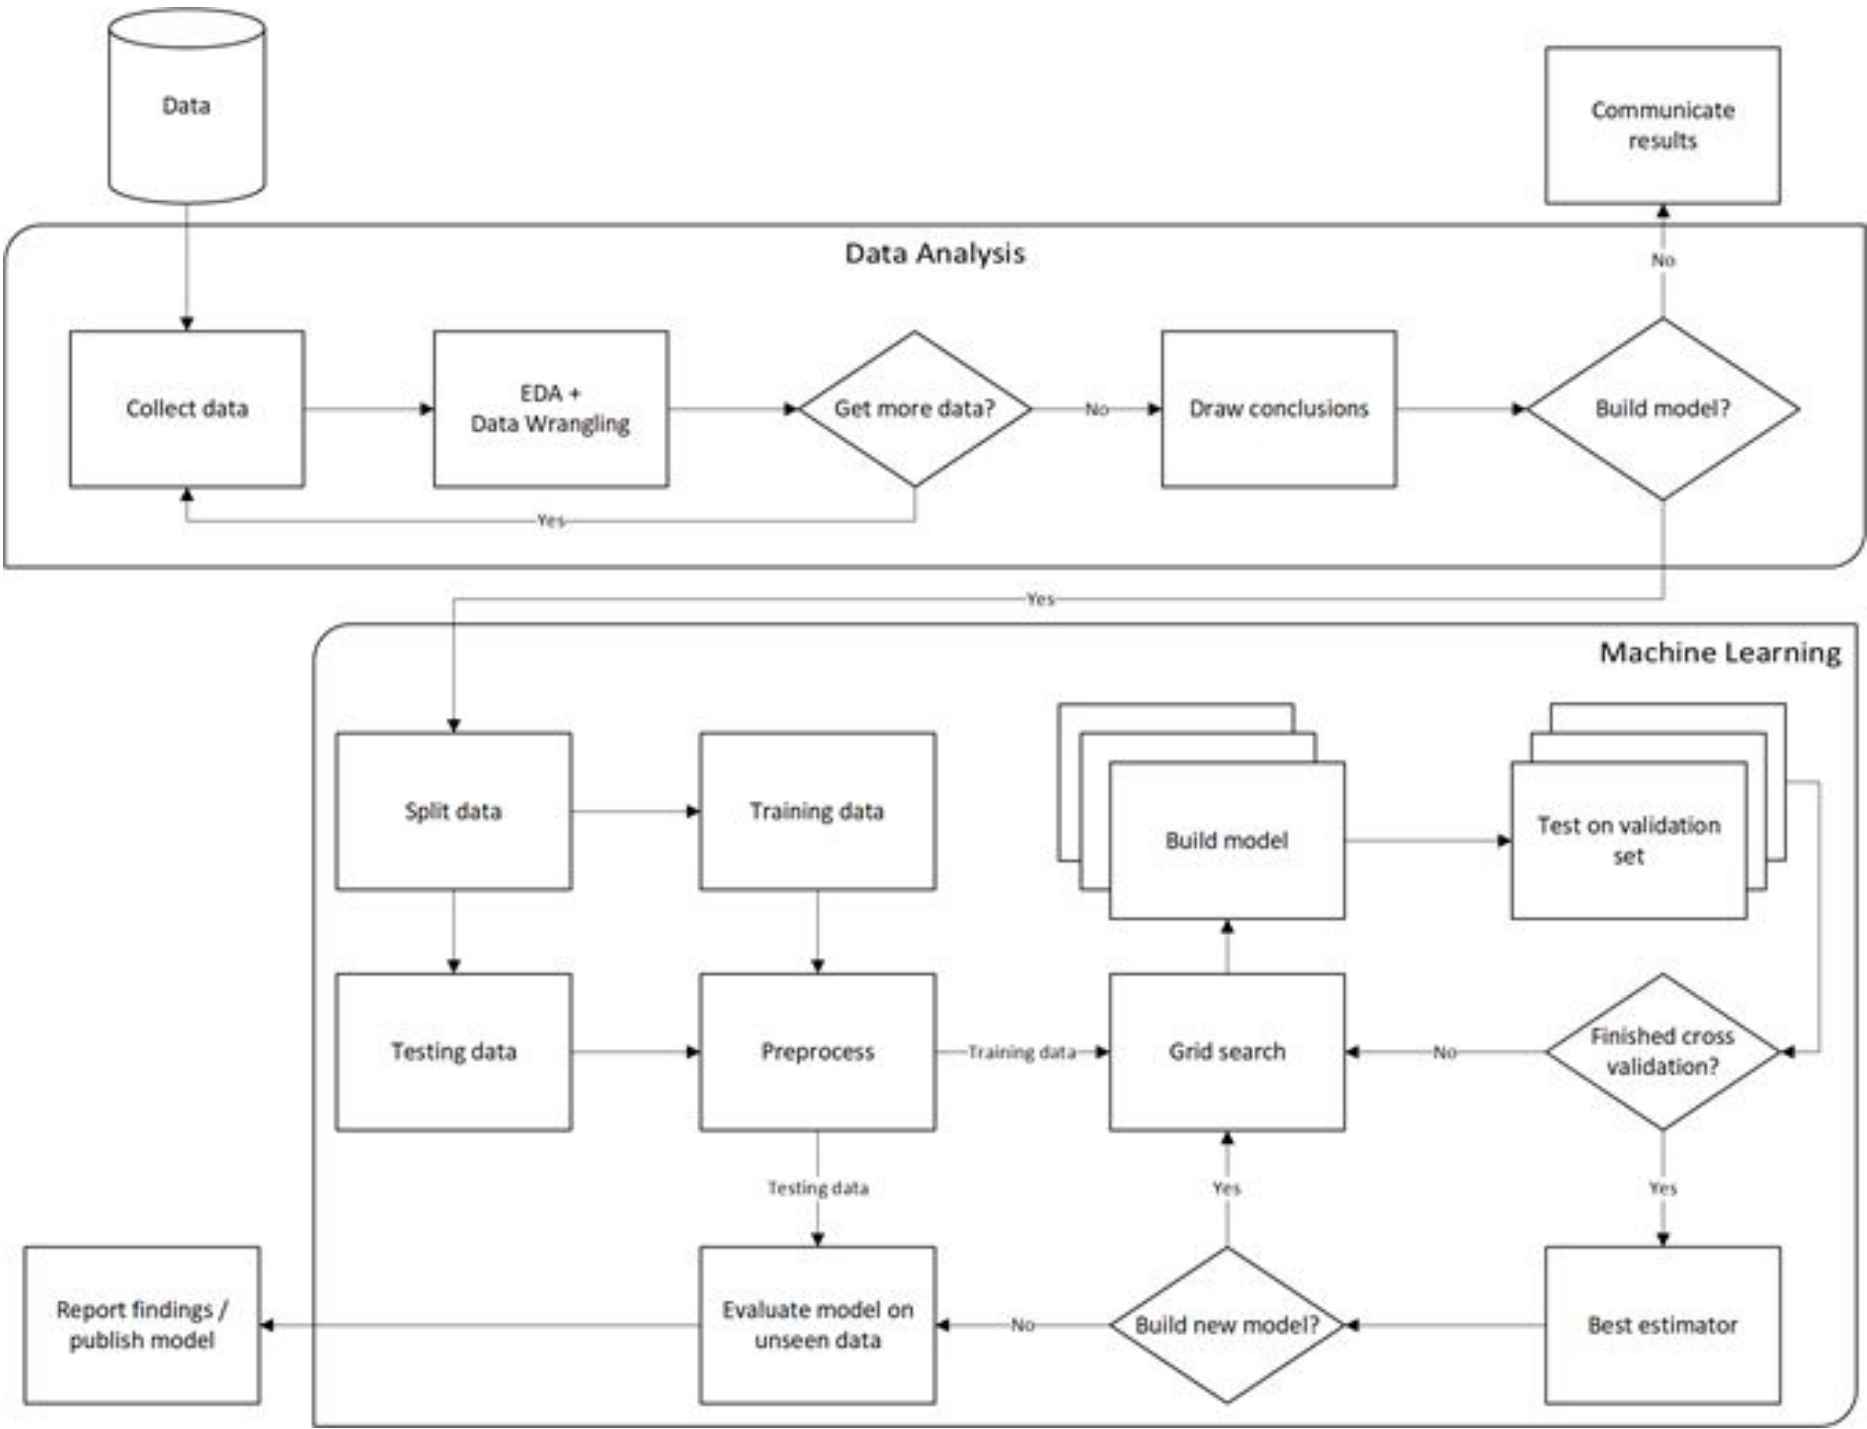 Data
Communicate
results
Data Analysis
No
Collect data
EDA +
Data Wrangling
Get more data?
No
Draw conclusions
Build model?
Yes
Yes
Machine Learning
Split data
Training data
Build model
Test on validation
set
Testing data
Preprocess
Training data
Grid search
No
Finished cross
validation?
Testing data
Yes
Yes
Report findings /
publish model
Evaluate model on
unseen data
No
Build new model?
Best estimator